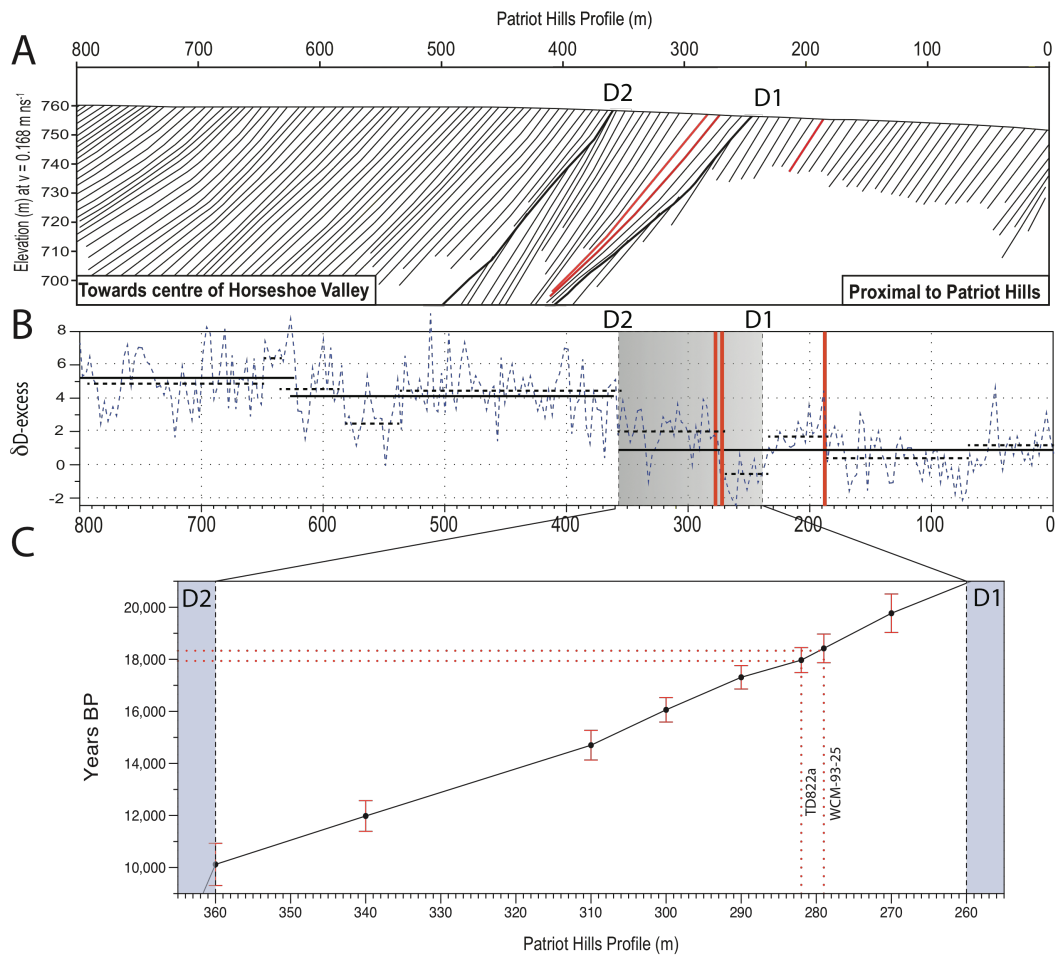 Patriot Hills Profile (m)
A
800 700 600 500 400 300 200 100 0
D2 D1
760
750
740
730
720
710
700
Elevation (m) at v = 0.168 m ns⁻¹
Towards centre of Horseshoe Valley
Proximal to Patriot Hills
B
D2 D1
8
6
4
2
0
-2
δD-excess
800 700 600 500 400 300 200 100 0
C
D2 D1
20,000
18,000
16,000
14,000
12,000
10,000
Years BP
TD822a
WCM-93-25
360 350 340 330 320 310 300 290 280 270 260
Patriot Hills Profile (m)